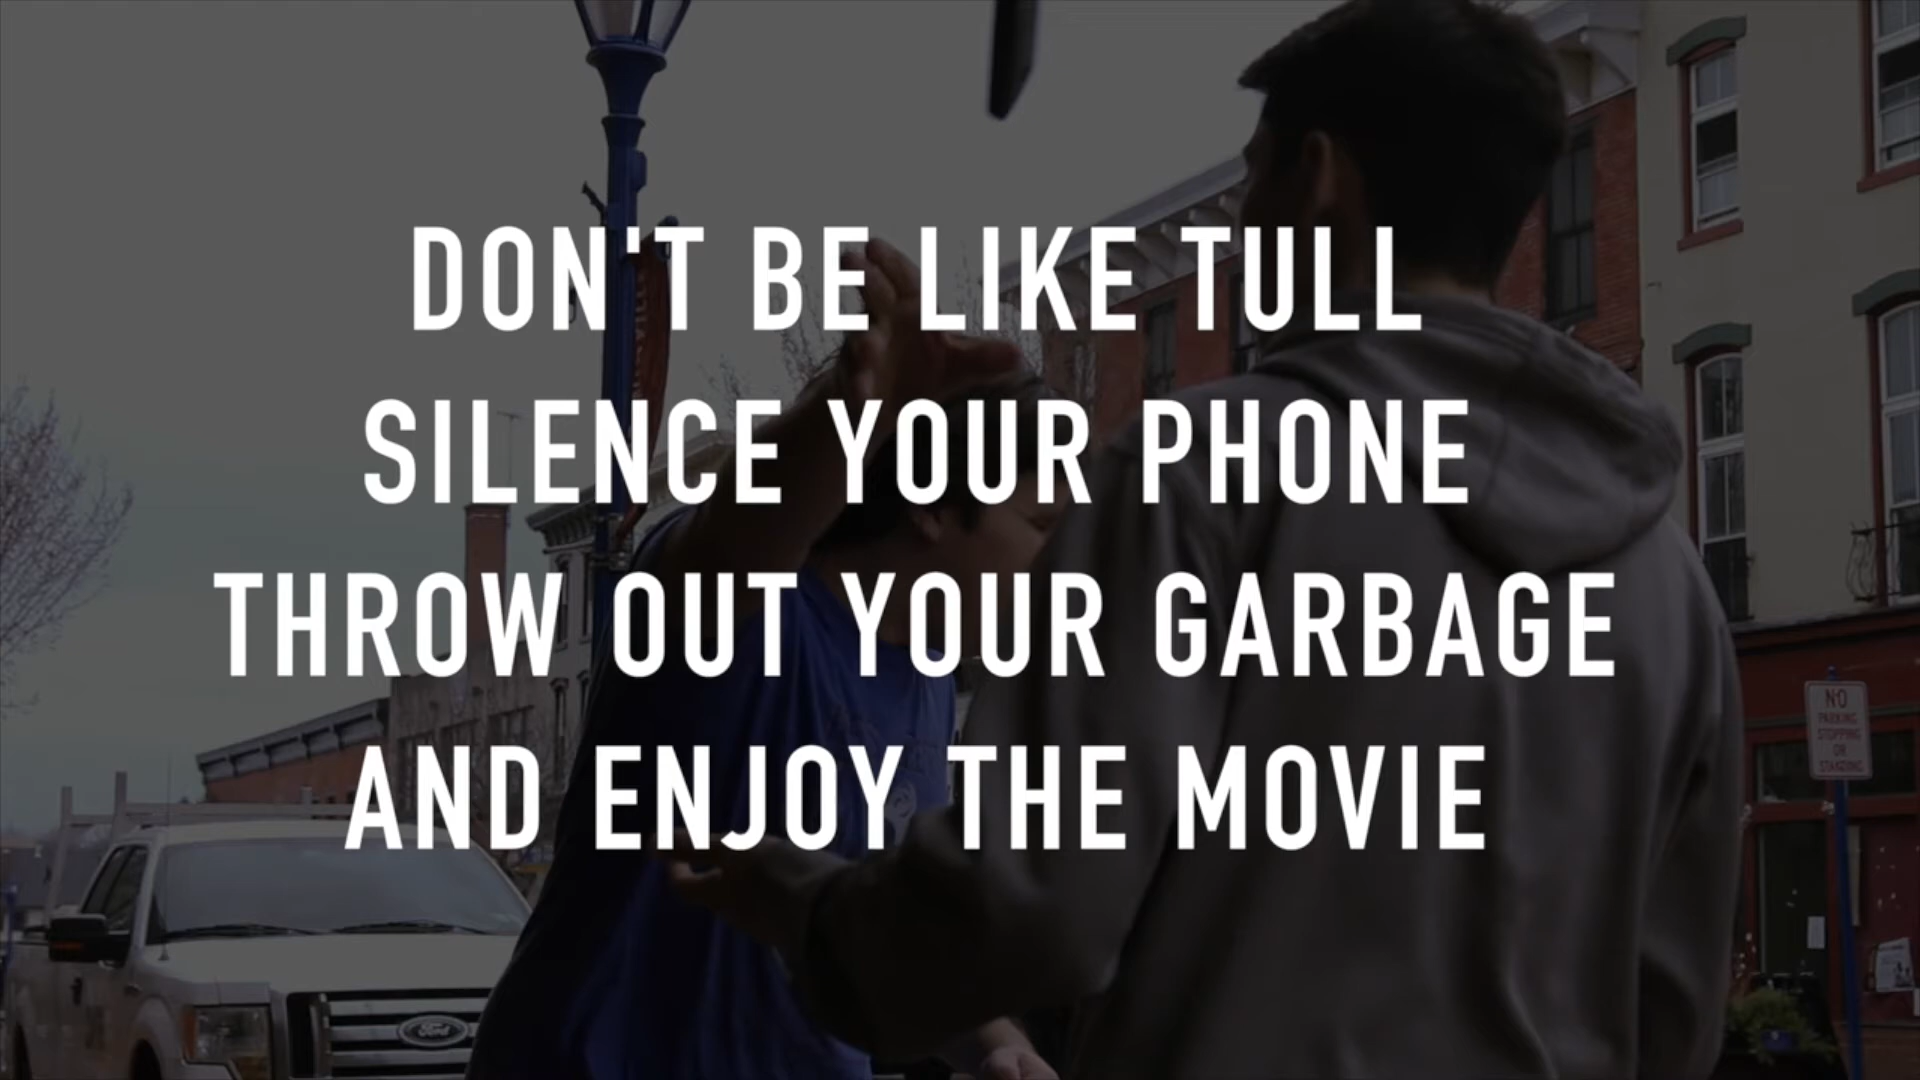 DON'T BE LIKE TULL
SILENCE YOUR PHONE
THROW OUT YOUR GARBAGE
AND ENJOY THE MOVIE
NO
PARKING
STOPPING
OR
STANDING
Ford